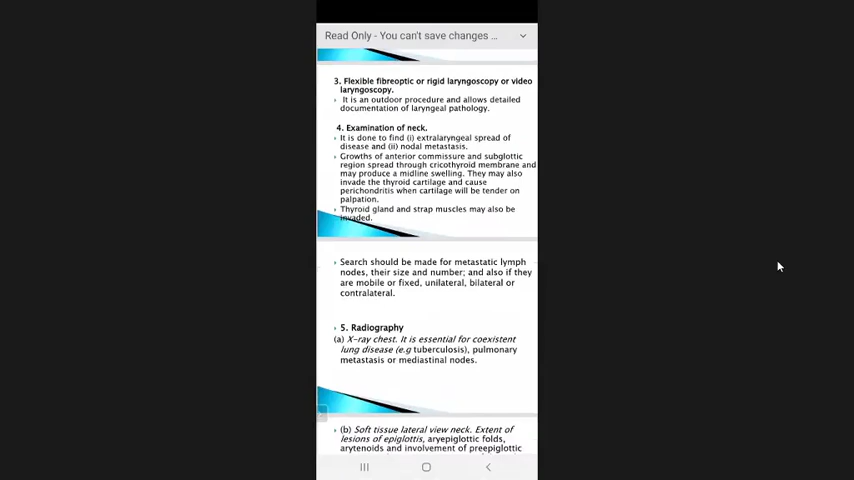 Read Only - You can't save changes ...
3. Flexible fibreoptic or rigid laryngoscopy or video
laryngoscopy.
It is an outdoor procedure and allows detailed
documentation of laryngeal pathology.
4. Examination of neck.
It is done to find (i) extralaryngeal spread of
disease and (ii) nodal metastasis.
Growths of anterior commissure and subglottic
region spread through cricothyroid membrane and
may produce a midline swelling. They may also
invade the thyroid cartilage and cause
perichondritis when cartilage will be tender on
palpation.
Thyroid gland and strap muscles may also be
invaded.
Search should be made for metastatic lymph
nodes, their size and number; and also if they
are mobile or fixed, unilateral, bilateral or
contralateral.
5. Radiography
(a) X-ray chest. It is essential for coexistent
lung disease (e.g tuberculosis), pulmonary
metastasis or mediastinal nodes.
(b) Soft tissue lateral view neck. Extent of
lesions of epiglottis, aryepiglottic folds,
arytenoids and involvement of preepiglottic